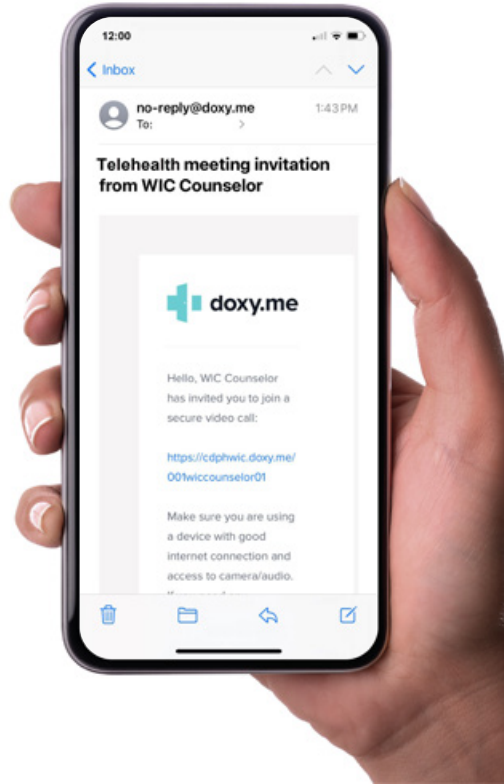 12:00
Inbox
no-reply@doxy.me 1:43 PM
To:
Telehealth meeting invitation
from WIC Counselor
doxy.me
Hello, WIC Counselor
has invited you to join a
secure video call:
https://cdphwic.doxy.me/
001wiccounselor01
Make sure you are using
a device with good
internet connection and
access to camera/audio.